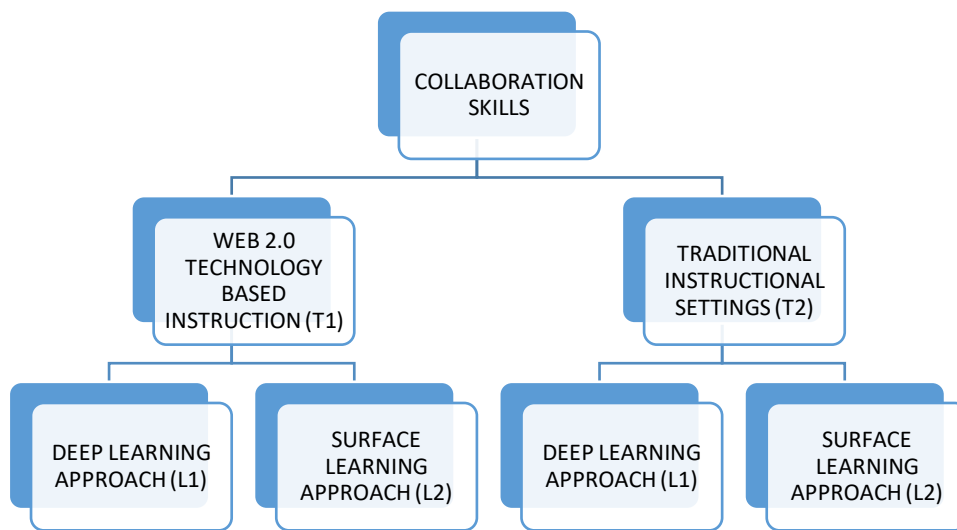 COLLABORATION
SKILLS
WEB 2.0
TECHNOLOGY
BASED
INSTRUCTION (T1)
TRADITIONAL
INSTRUCTIONAL
SETTINGS (T2)
DEEP LEARNING
APPROACH (L1)
SURFACE
LEARNING
APPROACH (L2)
DEEP LEARNING
APPROACH (L1)
SURFACE
LEARNING
APPROACH (L2)